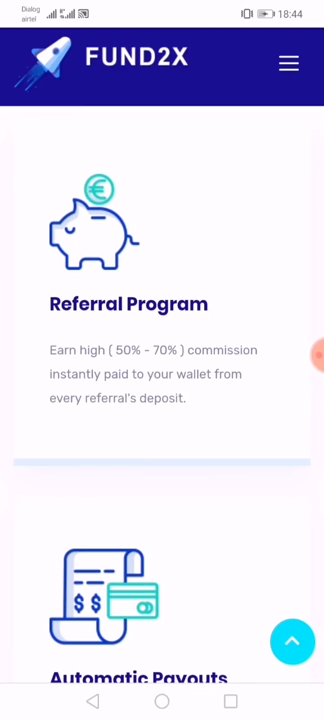 Dialog
airtel
18:44
FUND2X
€
Referral Program
Earn high ( 50% - 70% ) commission
instantly paid to your wallet from
every referral's deposit.
$ $
Automatic Payouts